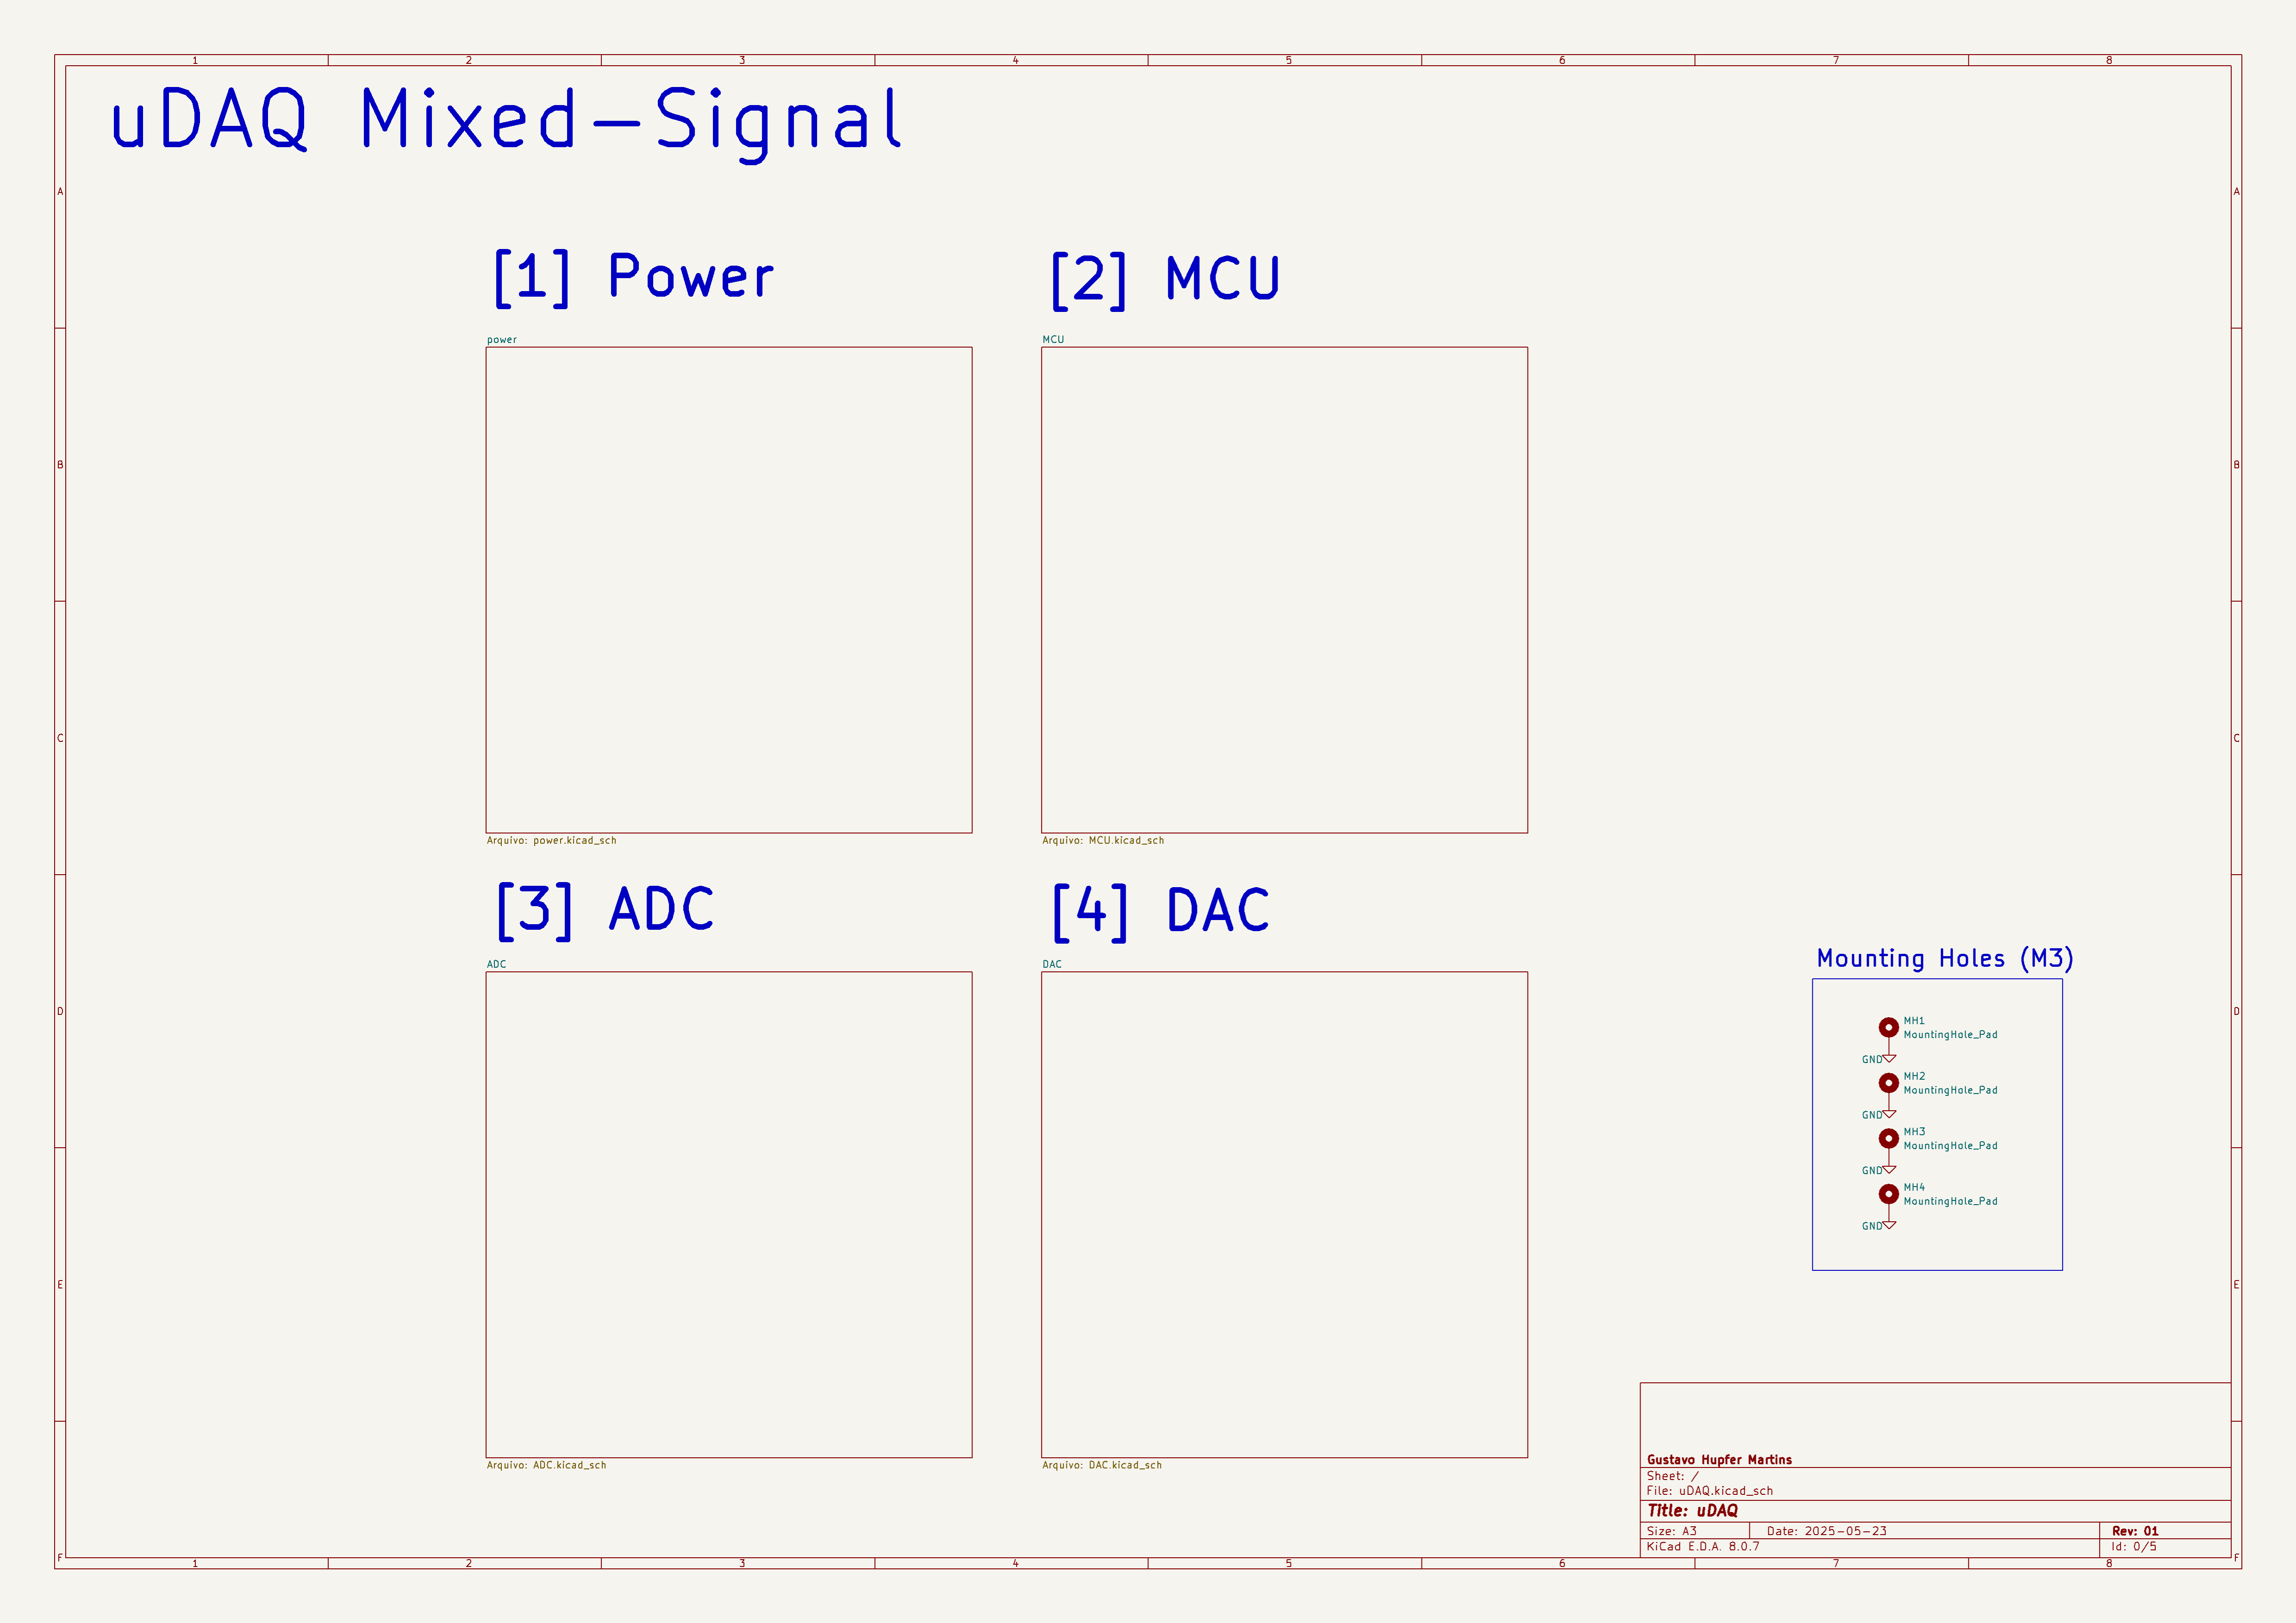 1 2 3 4 5 6 7 8
uDAQ Mixed-Signal
A A
[1] Power [2] MCU
power MCU
B B
C C
Arquivo: power.kicad_sch Arquivo: MCU.kicad_sch
[3] ADC [4] DAC
Mounting Holes (M3)
ADC DAC
D D
MH1
MountingHole_Pad
GND
MH2
MountingHole_Pad
GND
MH3
MountingHole_Pad
GND
MH4
MountingHole_Pad
GND
E E
Gustavo Hupfer Martins
Arquivo: ADC.kicad_sch Arquivo: DAC.kicad_sch
Sheet: /
File: uDAQ.kicad_sch
Title: uDAQ
Size: A3 Date: 2025-05-23 Rev: 01
KiCad E.D.A. 8.0.7 Id: 0/5
F F
1 2 3 4 5 6 7 8